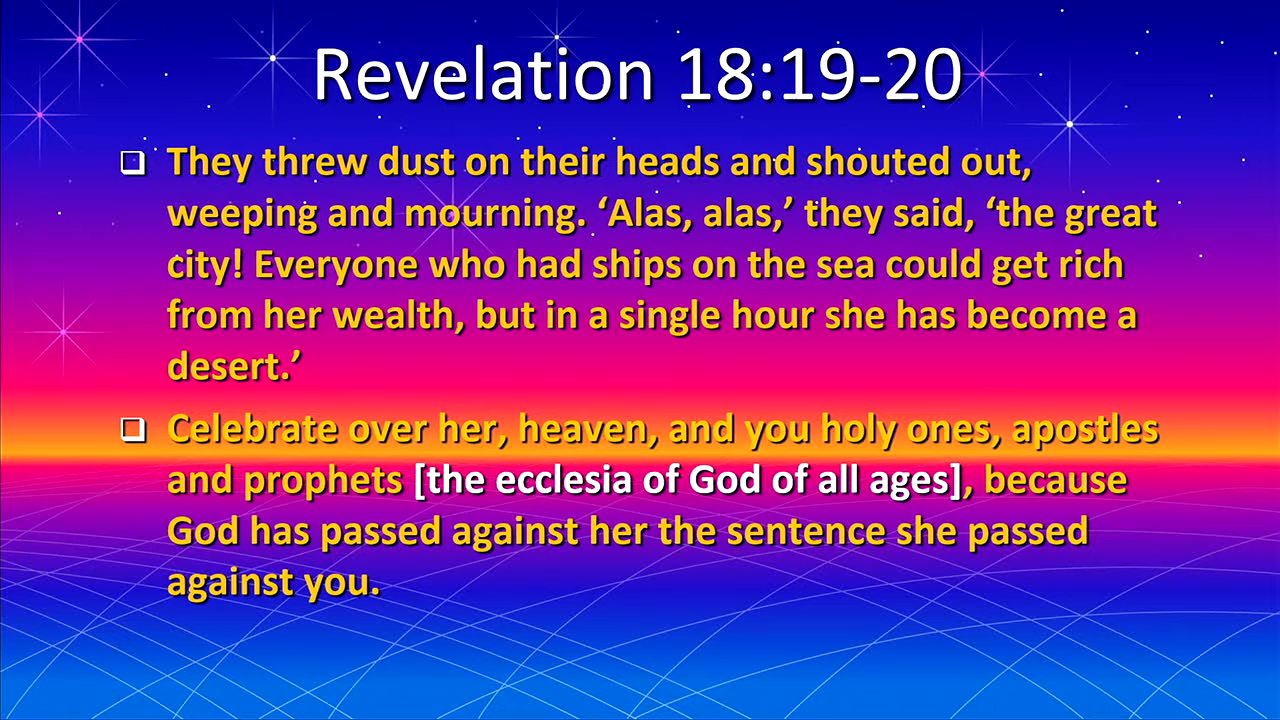 Revelation 18:19-20
They threw dust on their heads and shouted out,
weeping and mourning. ‘Alas, alas,’ they said, ‘the great
city! Everyone who had ships on the sea could get rich
from her wealth, but in a single hour she has become a
desert.’
Celebrate over her, heaven, and you holy ones, apostles
and prophets [the ecclesia of God of all ages], because
God has passed against her the sentence she passed
against you.